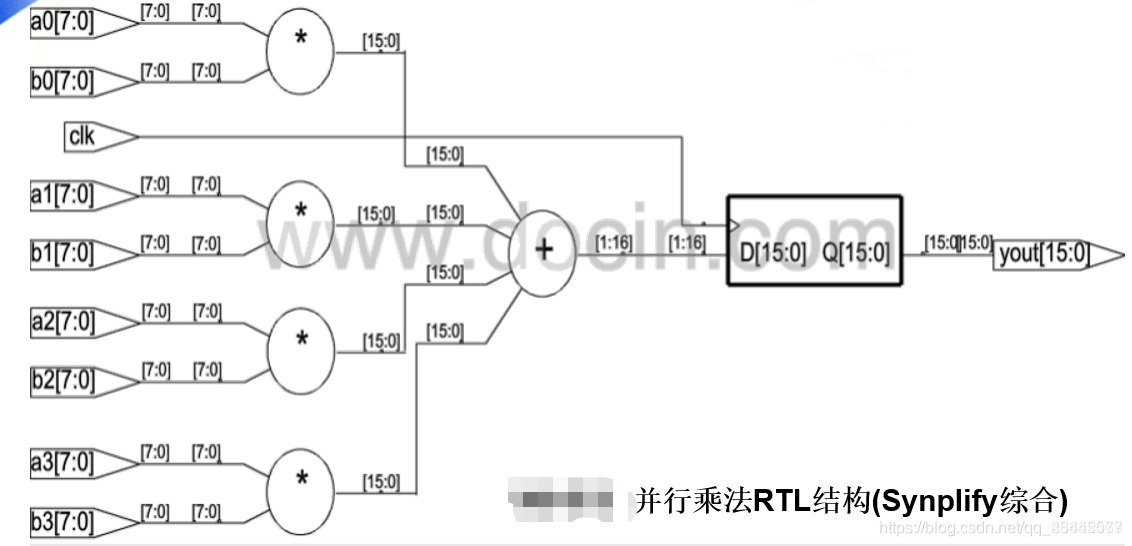 a0[7:0] [7:0] [7:0] * [15:0]
b0[7:0] [7:0] [7:0]
clk
[15:0]
a1[7:0] [7:0] [7:0] * [15:0] [15:0]
b1[7:0] [7:0] [7:0]
+ [1:16] [1:16] D[15:0] Q[15:0] [15:0] [15:0] yout[15:0]
www.docin.com
[15:0]
a2[7:0] [7:0] [7:0] * [15:0]
[15:0]
b2[7:0] [7:0] [7:0]
a3[7:0] [7:0] [7:0] * [15:0]
b3[7:0] [7:0] [7:0]
并行乘法RTL结构(Synplify综合)